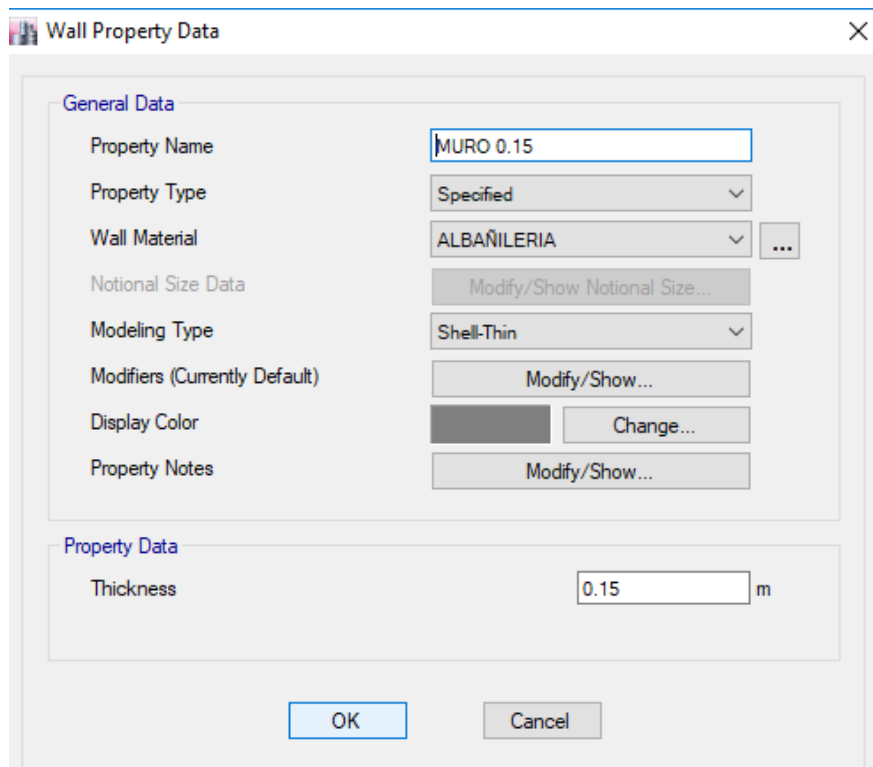 Wall Property Data
General Data
Property Name MURO 0.15
Property Type Specified
Wall Material ALBAÑILERIA ...
Notional Size Data Modify/Show Notional Size...
Modeling Type Shell-Thin
Modifiers (Currently Default) Modify/Show...
Display Color Change...
Property Notes Modify/Show...
Property Data
Thickness 0.15 m
OK Cancel